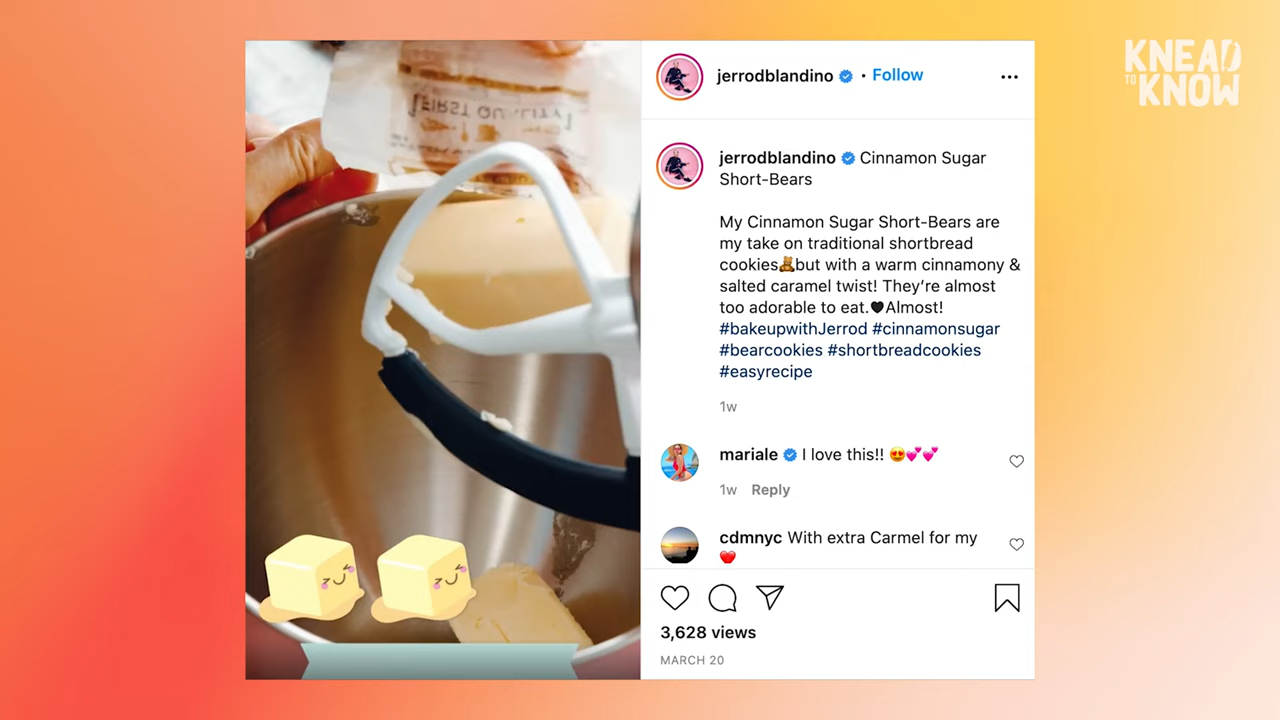 KNEAD
TO
KNOW
FIRST QUALITY
jerrodblandino • Follow
jerrodblandino Cinnamon Sugar
Short-Bears
My Cinnamon Sugar Short-Bears are
my take on traditional shortbread
cookies🧸but with a warm cinnamony &
salted caramel twist! They’re almost
too adorable to eat.🖤Almost!
#bakeupwithJerrod #cinnamonsugar
#bearcookies #shortbreadcookies
#easyrecipe
1w
mariale I love this!! 😍💕💕
1w Reply
cdmnyc With extra Carmel for my
❤️
3,628 views
MARCH 20